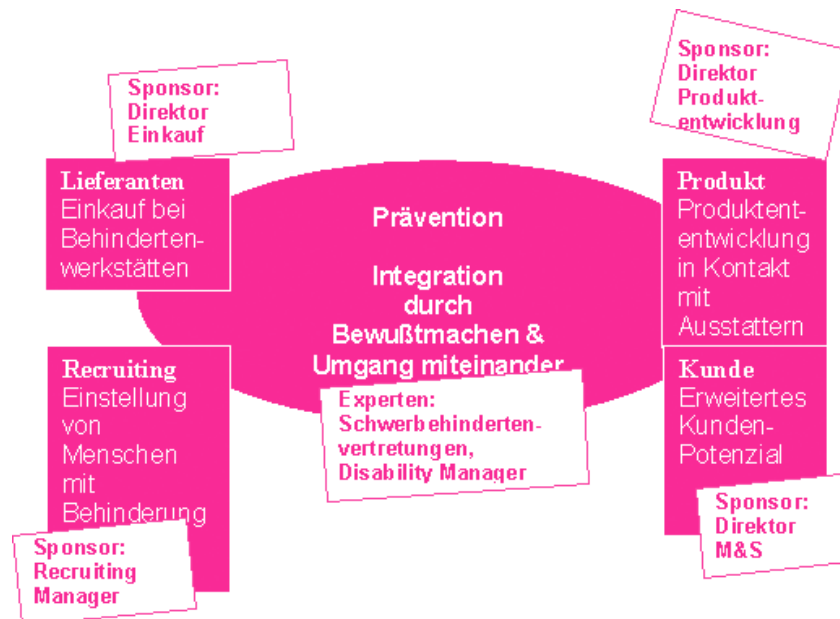 Sponsor:
Direktor
Einkauf
Sponsor:
Direktor
Produkt-
entwicklung
Lieferanten
Einkauf bei
Behinderten-
werkstätten
Prävention
Integration
durch
Bewußtmachen &
Umgang miteinander
Produkt
Produktent-
entwicklung
in Kontakt
mit
Ausstattern
Recruiting
Einstellung
von
Menschen
mit
Behinderung
Experten:
Schwerbehinderten-
vertretungen,
Disability Manager
Kunde
Erweitertes
Kunden-
Potenzial
Sponsor:
Recruiting
Manager
Sponsor:
Direktor
M&S